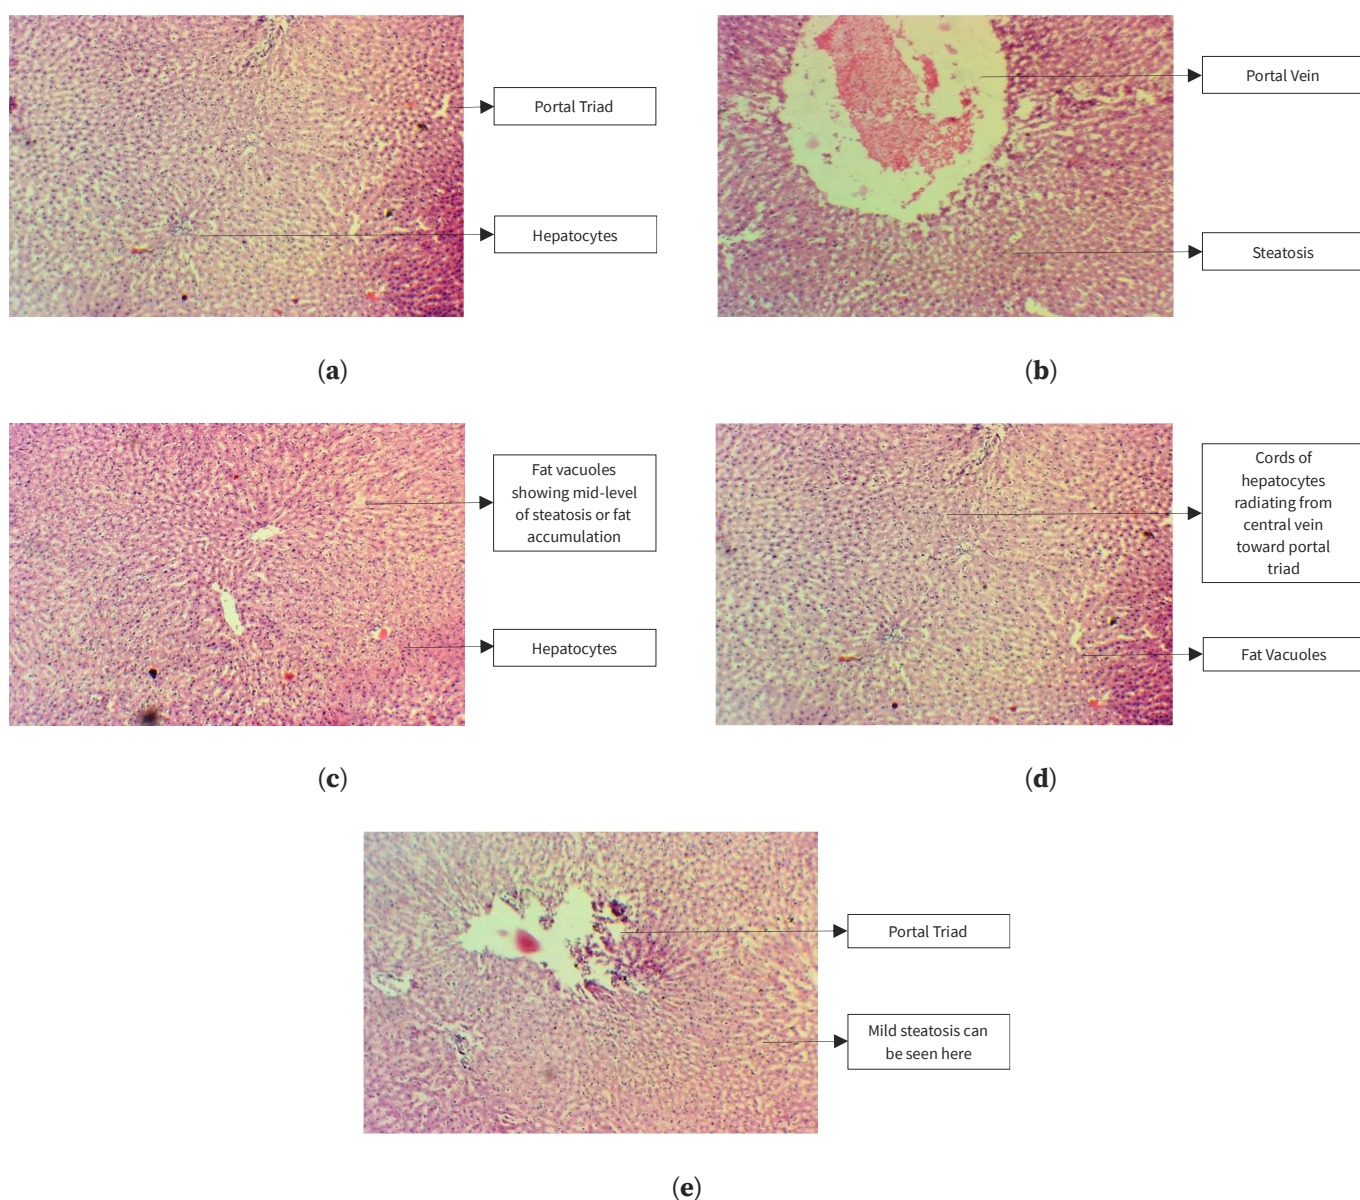 Portal Triad
Hepatocytes
(a)
Portal Vein
Steatosis
(b)
Fat vacuoles
showing mid-level
of steatosis or fat
accumulation
Hepatocytes
(c)
Cords of
hepatocytes
radiating from
central vein
toward portal
triad
Fat Vacuoles
(d)
Portal Triad
Mild steatosis can
be seen here
(e)